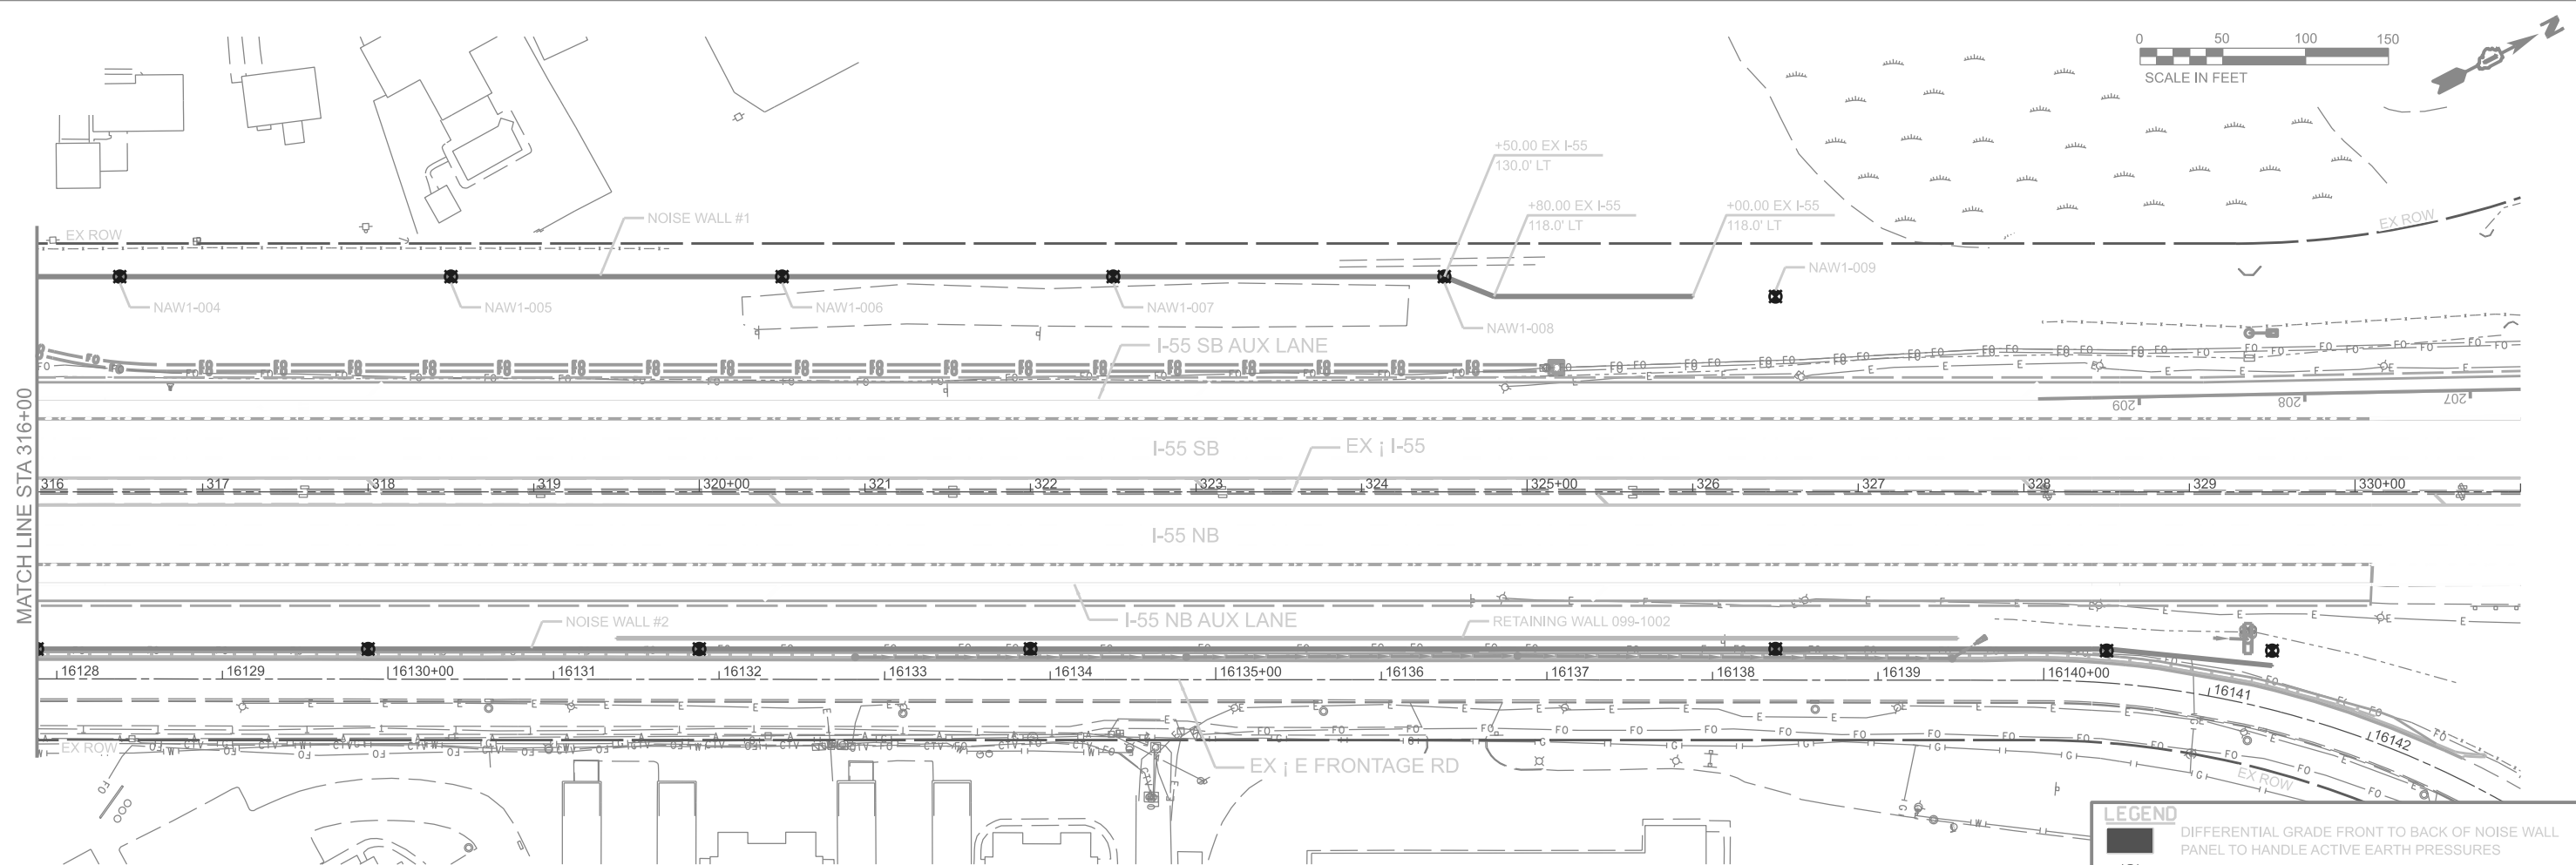 0 50 100 150
SCALE IN FEET
N
+50.00 EX I-55
130.0' LT
+80.00 EX I-55
118.0' LT
+00.00 EX I-55
118.0' LT
NOISE WALL #1
EX ROW
EX ROW
NAW1-004
NAW1-005
NAW1-006
NAW1-007
NAW1-008
NAW1-009
I-55 SB AUX LANE
209 208 207
I-55 SB
EX ¡ I-55
MATCH LINE STA 316+00
316 317 318 319 320+00 321 322 323 324 325+00 326 327 328 329 330+00
I-55 NB
I-55 NB AUX LANE
NOISE WALL #2
RETAINING WALL 099-1002
16128 16129 16130+00 16131 16132 16133 16134 16135+00 16136 16137 16138 16139 16140+00 16141 16142
EX ROW
EX ¡ E FRONTAGE RD
EX ROW
LEGEND
DIFFERENTIAL GRADE FRONT TO BACK OF NOISE WALL
PANEL TO HANDLE ACTIVE EARTH PRESSURES